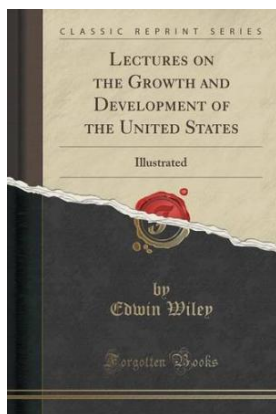 CLASSIC REPRINT SERIES
LECTURES ON
THE GROWTH AND
DEVELOPMENT OF
THE UNITED STATES
Illustrated
by
Edwin Wiley
Forgotten Books